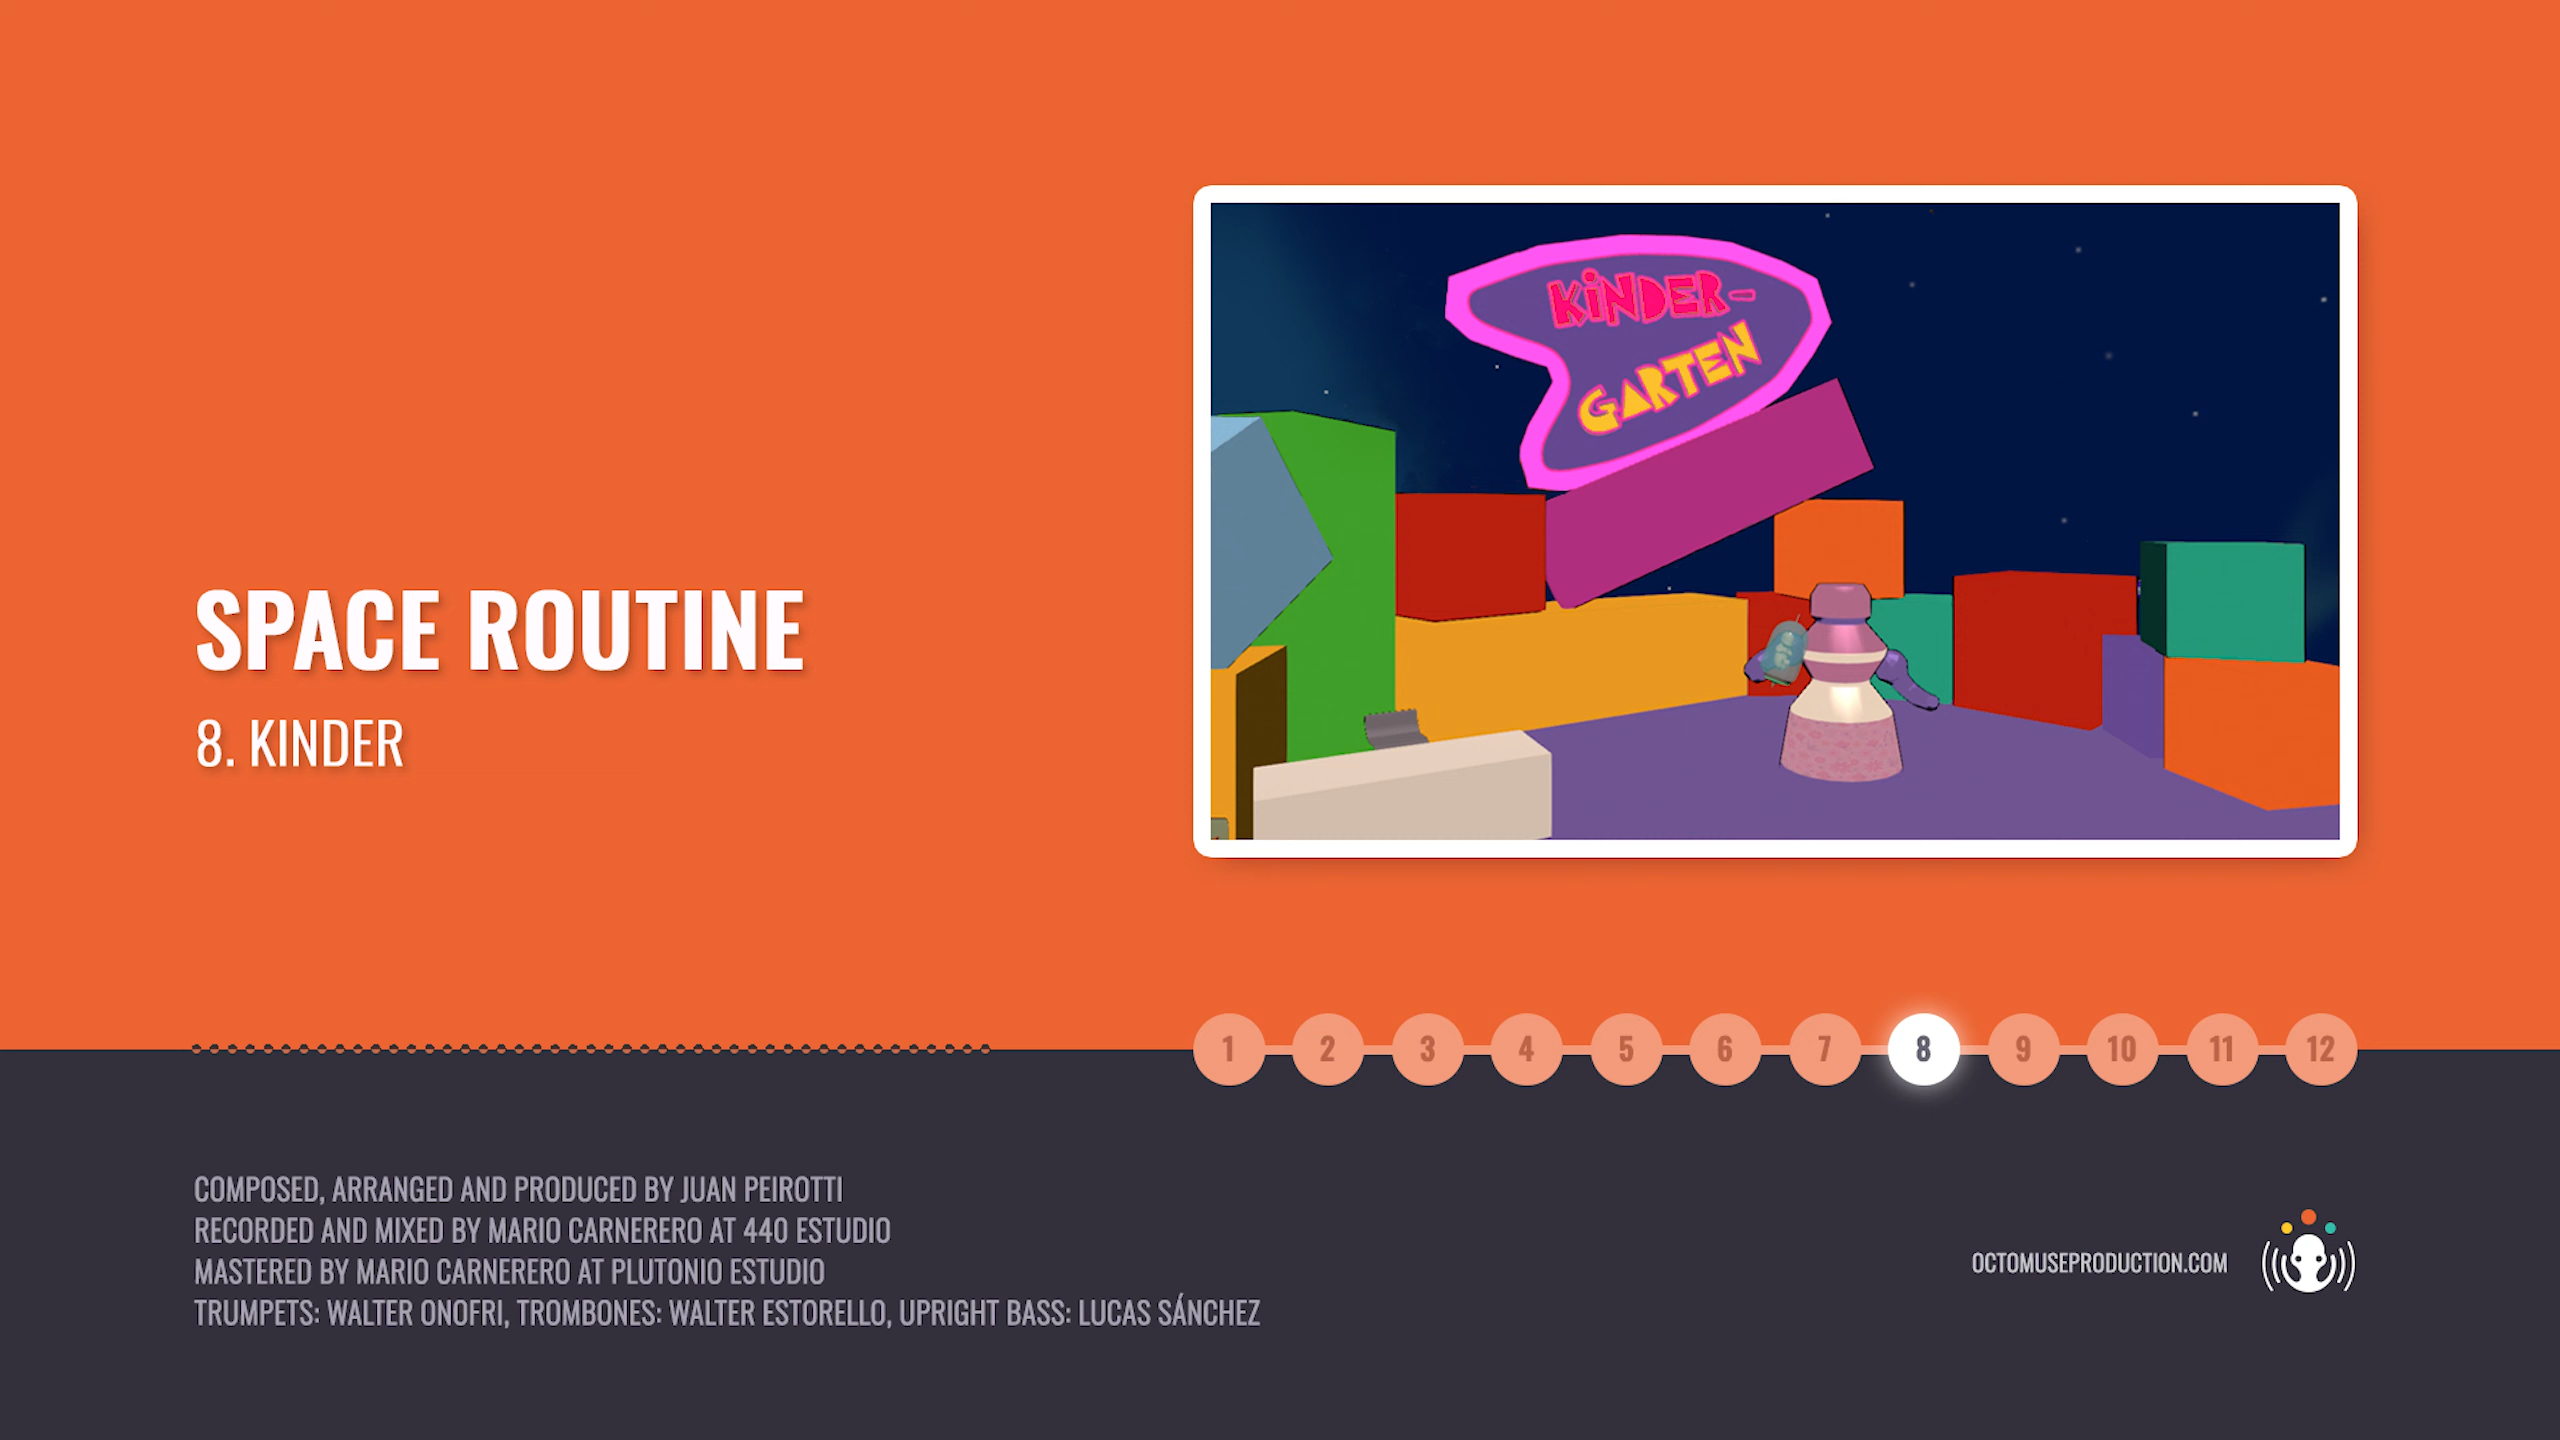 KINDER-
GARTEN
SPACE ROUTINE
8. KINDER
1 2 3 4 5 6 7 8 9 10 11 12
COMPOSED, ARRANGED AND PRODUCED BY JUAN PEIROTTI
RECORDED AND MIXED BY MARIO CARNERERO AT 440 ESTUDIO
MASTERED BY MARIO CARNERERO AT PLUTONIO ESTUDIO
TRUMPETS: WALTER ONOFRI, TROMBONES: WALTER ESTORELLO, UPRIGHT BASS: LUCAS SÁNCHEZ
OCTOMUSEPRODUCTION.COM